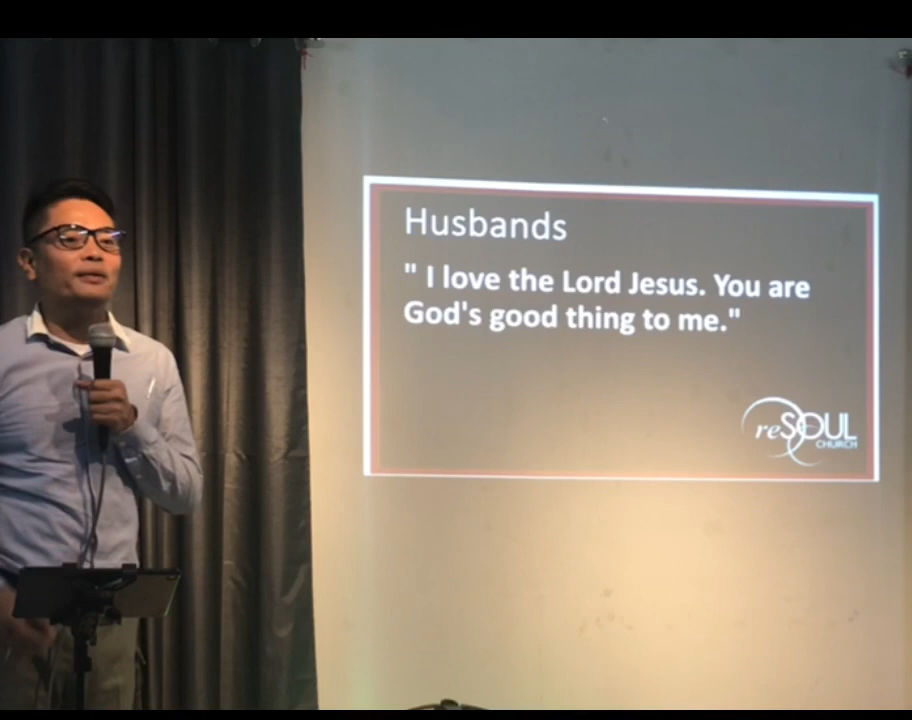 Husbands
" I love the Lord Jesus. You are
God's good thing to me."
reSOUL
CHURCH